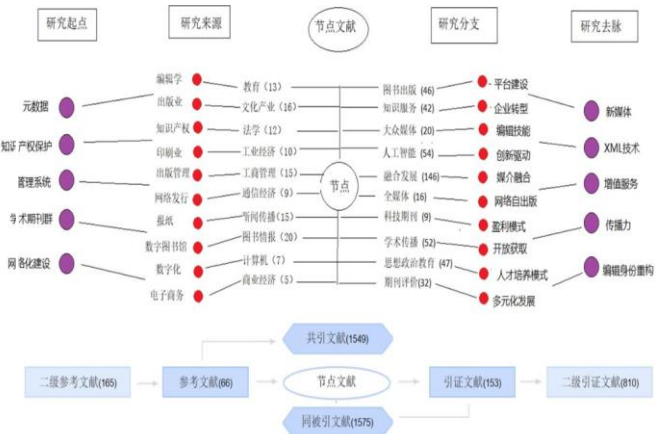 研究起点
研究来源
节点文献
研究分支
研究去脉
元数据
知识产权保护
管理系统
学术期刊群
网络化建设
编辑学
出版业
知识产权
印刷业
出版管理
网络发行
报纸
数字图书馆
数字化
电子商务
教育(13)
文化产业(16)
法学(12)
工业经济(10)
工商管理(15)
通信经济(9)
新闻传播(15)
图书情报(20)
计算机(7)
商业经济(5)
节点
图书出版(46)
知识服务(42)
大众媒体(20)
人工智能(54)
融合发展(146)
全媒体(16)
科技期刊(9)
学术传播(52)
思想政治教育(47)
期刊评价(32)
平台建设
企业转型
编辑技能
创新驱动
媒介融合
网络自出版
盈利模式
开放获取
人才培养模式
多元化发展
新媒体
XML技术
增值服务
传播力
编辑身份重构
共引文献(1549)
二级参考文献(165)
参考文献(66)
节点文献
引证文献(153)
二级引证文献(810)
同被引文献(1575)